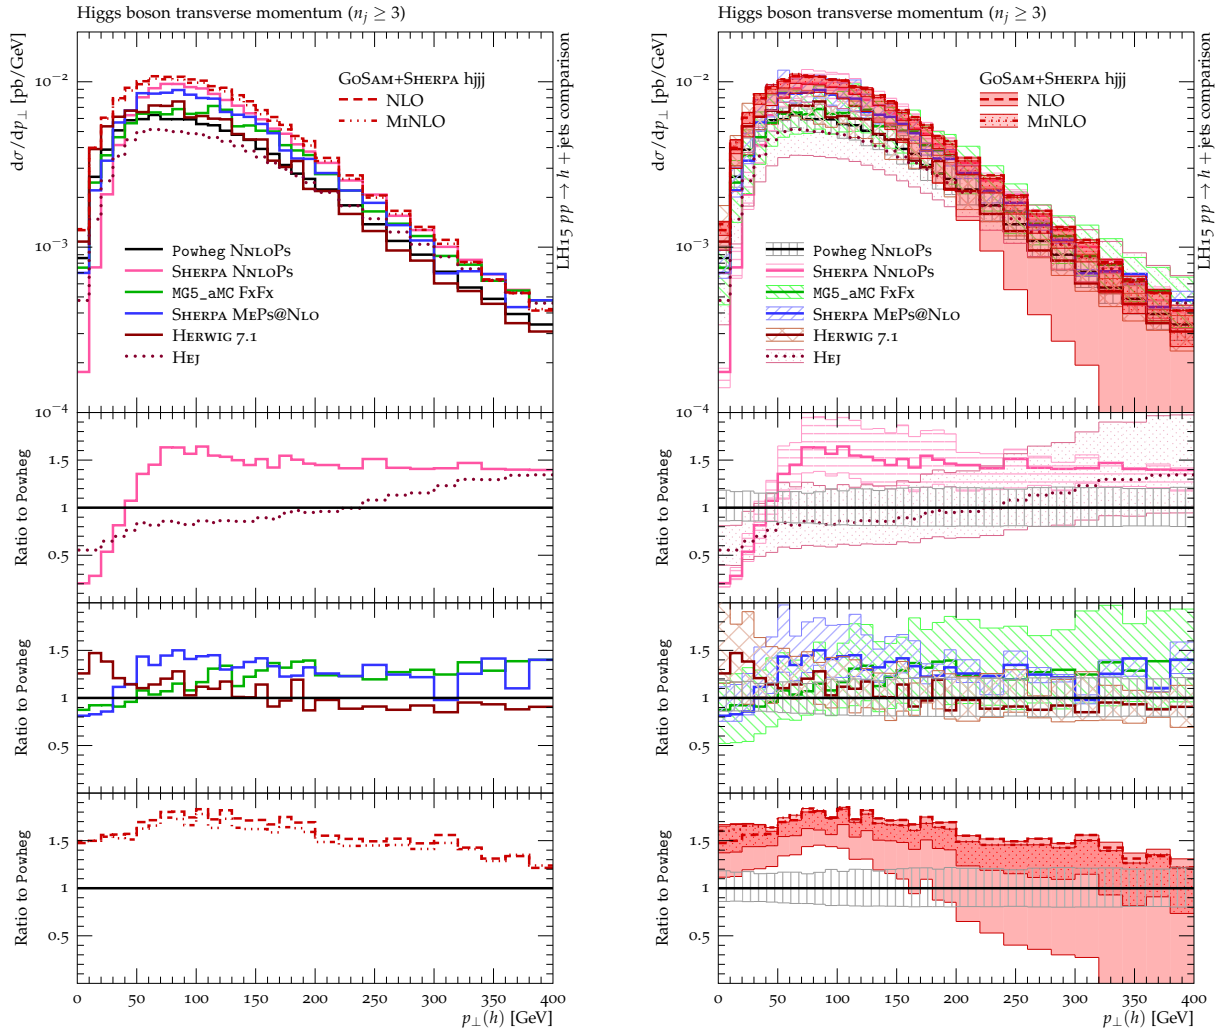 Higgs boson transverse momentum (nⱼ ≥ 3)
dσ/dp⊥ [pb/GeV]
10⁻²
10⁻³
10⁻⁴
GoSam+Sherpa hjjj
NLO
MiNLO
Powheg NnloPs
Sherpa NnloPs
MG5_aMC FxFx
Sherpa MePs@Nlo
Herwig 7.1
Hej
LH15 pp → h + jets comparison
Ratio to Powheg
1.5
1
0.5
Ratio to Powheg
1.5
1
0.5
Ratio to Powheg
1.5
1
0.5
0 50 100 150 200 250 300 350 400
p⊥(h) [GeV]
Higgs boson transverse momentum (nⱼ ≥ 3)
dσ/dp⊥ [pb/GeV]
10⁻²
10⁻³
10⁻⁴
GoSam+Sherpa hjjj
NLO
MiNLO
Powheg NnloPs
Sherpa NnloPs
MG5_aMC FxFx
Sherpa MePs@Nlo
Herwig 7.1
Hej
LH15 pp → h + jets comparison
Ratio to Powheg
1.5
1
0.5
Ratio to Powheg
1.5
1
0.5
Ratio to Powheg
1.5
1
0.5
0 50 100 150 200 250 300 350 400
p⊥(h) [GeV]